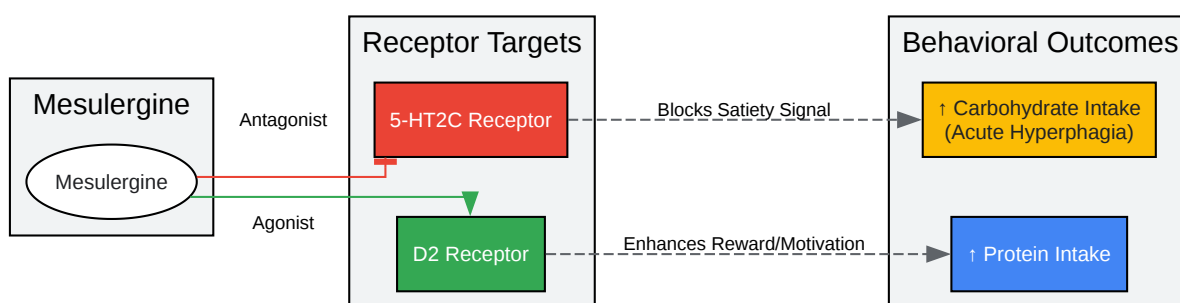 Mesulergine
Mesulergine
Antagonist
Agonist
Receptor Targets
5-HT2C Receptor
D2 Receptor
Blocks Satiety Signal
Enhances Reward/Motivation
Behavioral Outcomes
↑ Carbohydrate Intake
(Acute Hyperphagia)
↑ Protein Intake